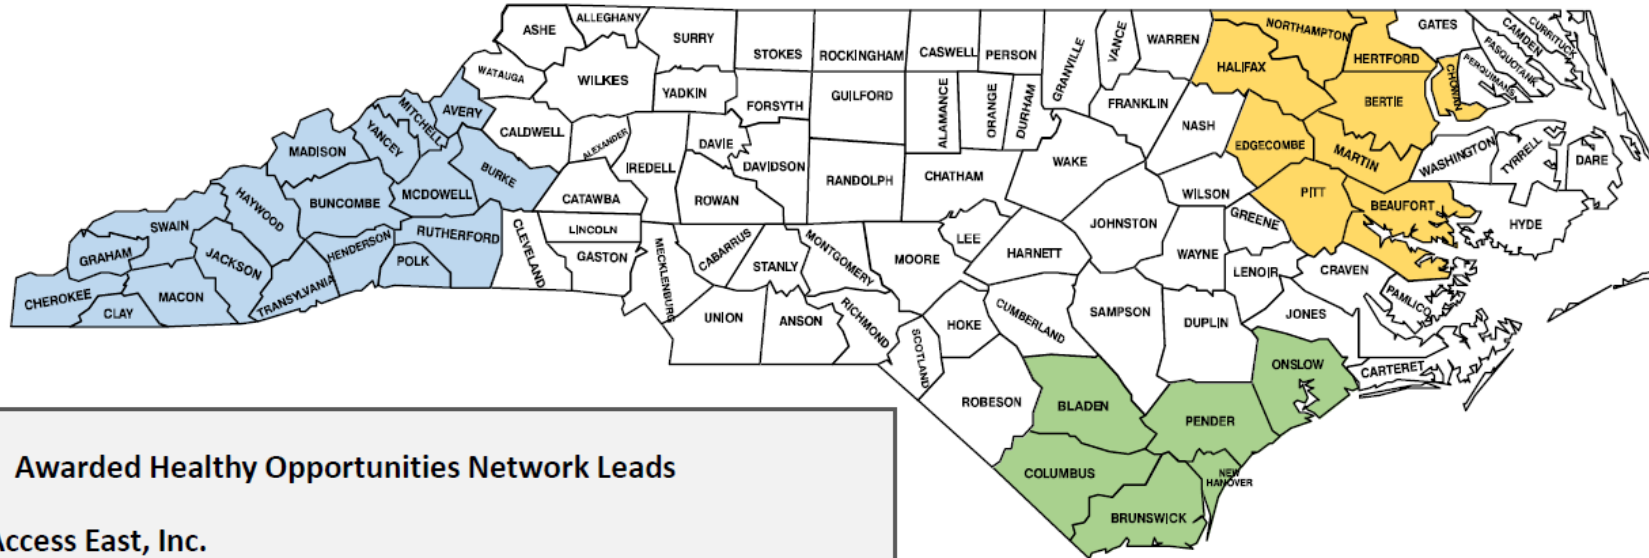 ALLEGHANY
ASHE
SURRY
STOKES
ROCKINGHAM
CASWELL
PERSON
GRANVILLE
VANCE
WARREN
NORTHAMPTON
GATES
CURRITUCK
CAMDEN
PASQUOTANK
PERQUIMANS
HERTFORD
HALIFAX
CHOWAN
WATAUGA
WILKES
YADKIN
FORSYTH
GUILFORD
ALAMANCE
ORANGE
DURHAM
FRANKLIN
NASH
BERTIE
EDGECOMBE
MARTIN
WASHINGTON
TYRRELL
DARE
MITCHELL
AVERY
CALDWELL
ALEXANDER
DAVIE
IREDELL
DAVIDSON
RANDOLPH
CHATHAM
WAKE
MADISON
YANCEY
BURKE
BUNCOMBE
MCDOWELL
CATAWBA
ROWAN
WILSON
PITT
BEAUFORT
HYDE
HAYWOOD
SWAIN
GRAHAM
JACKSON
HENDERSON
RUTHERFORD
POLK
CLEVELAND
LINCOLN
GASTON
MECKLENBURG
CABARRUS
STANLY
MONTGOMERY
MOORE
LEE
HARNETT
JOHNSTON
GREENE
WAYNE
LENOIR
CRAVEN
PAMLICO
CHEROKEE
CLAY
MACON
TRANSYLVANIA
UNION
ANSON
RICHMOND
SCOTLAND
HOKE
CUMBERLAND
SAMPSON
DUPLIN
JONES
ONSLOW
CARTERET
ROBESON
BLADEN
PENDER
COLUMBUS
NEW
HANOVER
BRUNSWICK
Awarded Healthy Opportunities Network Leads
Access East, Inc.